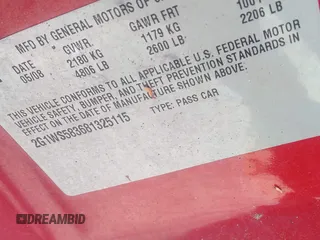 MFD BY GENERAL MOTORS OF
DATE GVWR GAWR FRT
05/08 2180 KG 1179 KG
4806 LB 2600 LB 2206 LB
THIS VEHICLE CONFORMS TO ALL APPLICABLE U.S. FEDERAL MOTOR
VEHICLE SAFETY, BUMPER, AND THEFT PREVENTION STANDARDS IN
EFFECT ON THE DATE OF MANUFACTURE SHOWN ABOVE.
2G1WS583681325115 TYPE: PASS CAR
DREAMBID